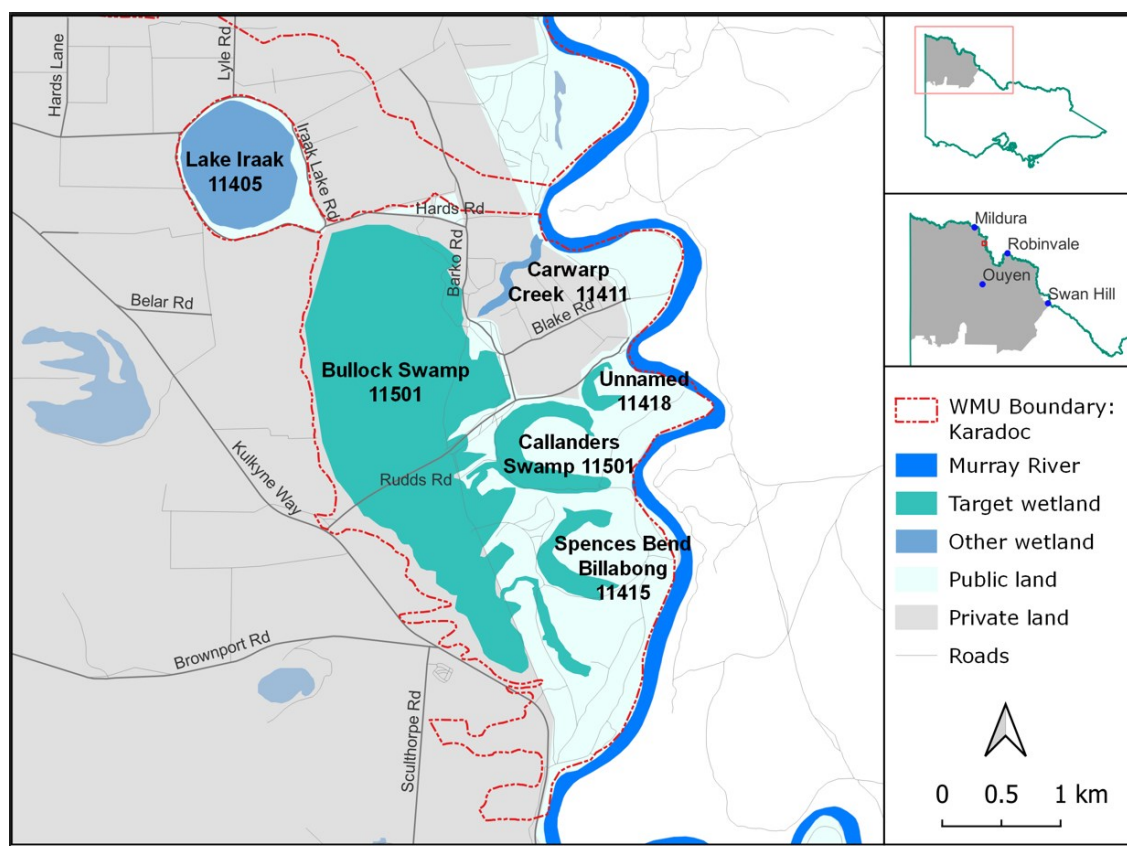 Hards Lane
Lyle Rd
Lake Iraak
11405
Iraak Lake Rd
Hards Rd
Barko Rd
Carwarp
Creek 11411
Blake Rd
Belar Rd
Bullock Swamp
11501
Unnamed
11418
Callanders
Swamp 11501
Kulkyne Way
Rudds Rd
Spences Bend
Billabong
11415
Brownport Rd
Sculthorpe Rd
Mildura
Robinvale
Ouyen
Swan Hill
WMU Boundary:
Karadoc
Murray River
Target wetland
Other wetland
Public land
Private land
Roads
0 0.5 1 km